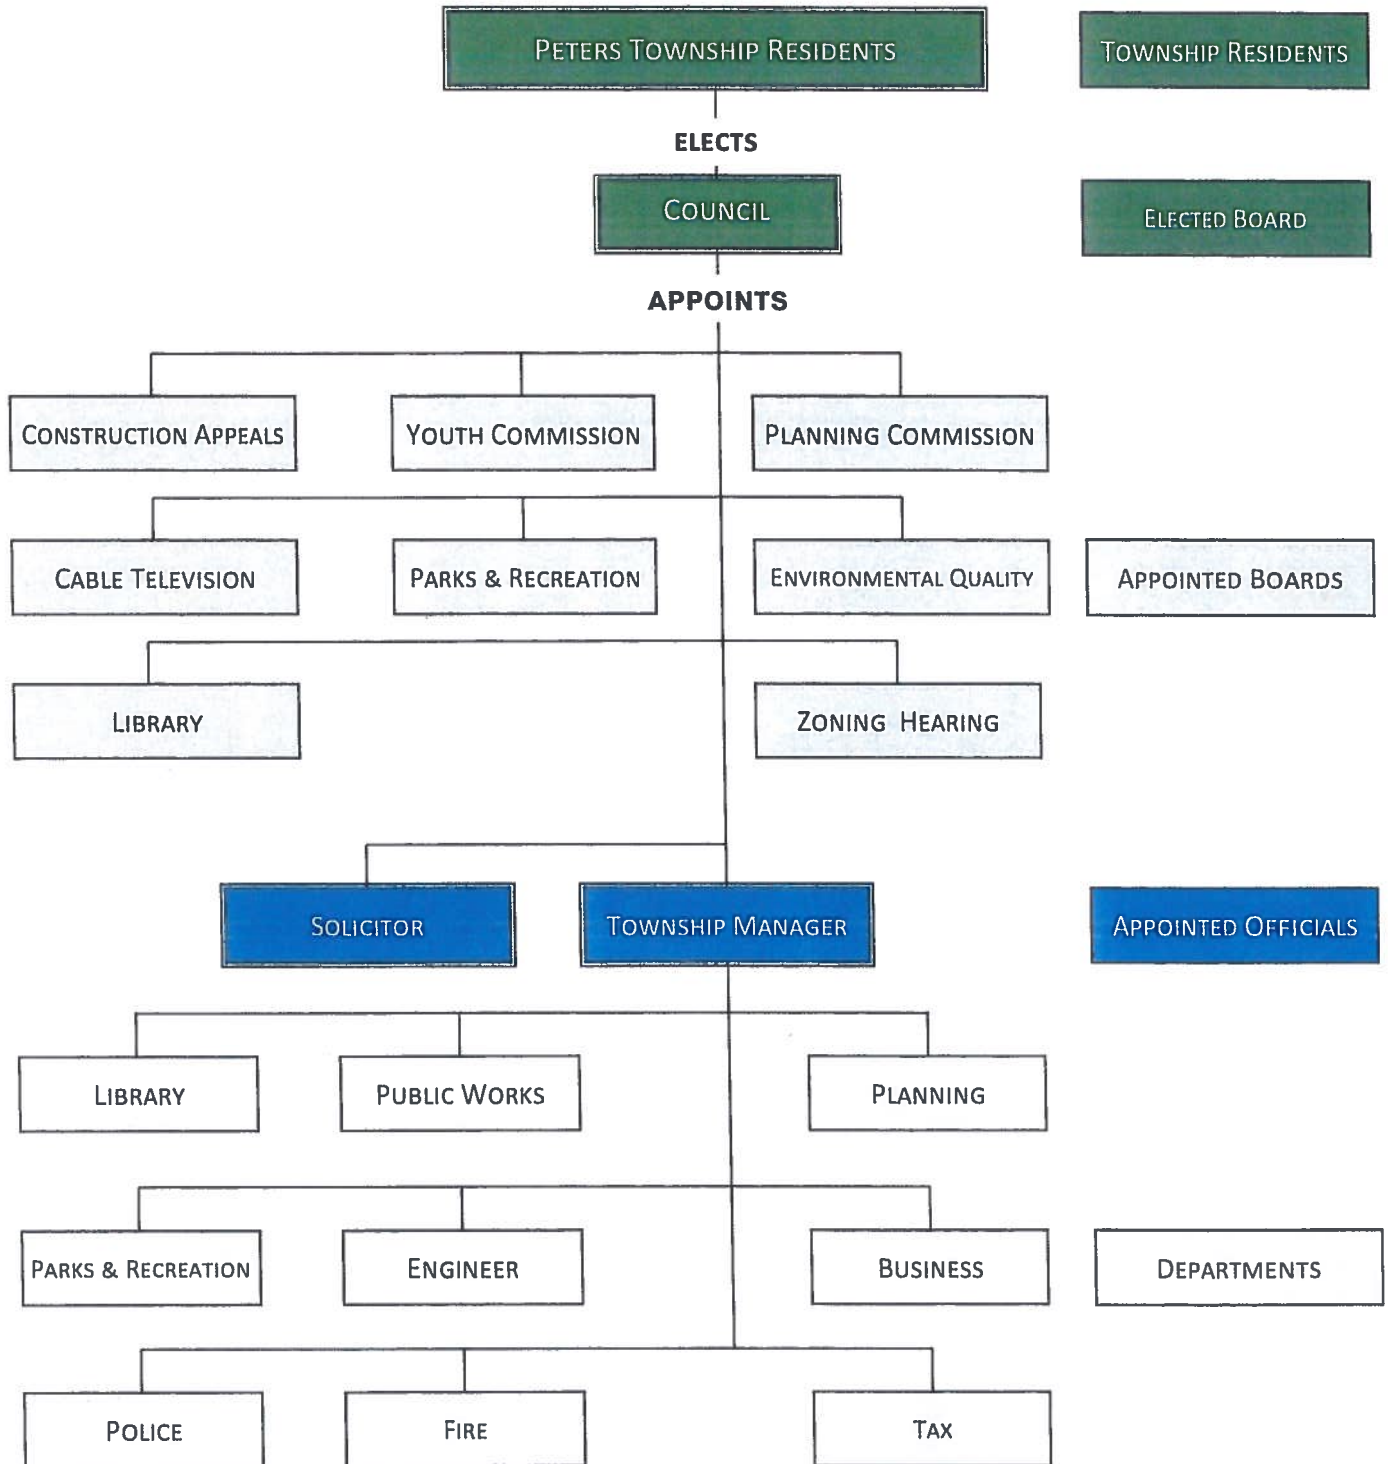 PETERS TOWNSHIP RESIDENTS
TOWNSHIP RESIDENTS
ELECTS
COUNCIL
ELECTED BOARD
APPOINTS
CONSTRUCTION APPEALS
YOUTH COMMISSION
PLANNING COMMISSION
CABLE TELEVISION
PARKS & RECREATION
ENVIRONMENTAL QUALITY
APPOINTED BOARDS
LIBRARY
ZONING HEARING
SOLICITOR
TOWNSHIP MANAGER
APPOINTED OFFICIALS
LIBRARY
PUBLIC WORKS
PLANNING
PARKS & RECREATION
ENGINEER
BUSINESS
DEPARTMENTS
POLICE
FIRE
TAX